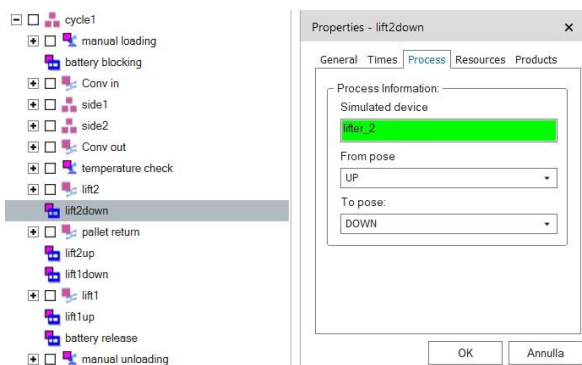 cycle1
manual loading
battery blocking
Conv in
side1
side2
Conv out
temperature check
lift2
lift2down
pallet return
lift2up
lift1down
lift1
lift1up
battery release
manual unloading
Properties - lift2down
General Times Process Resources Products
Process Information:
Simulated device
lifter_2
From pose
UP
To pose:
DOWN
OK Annulla